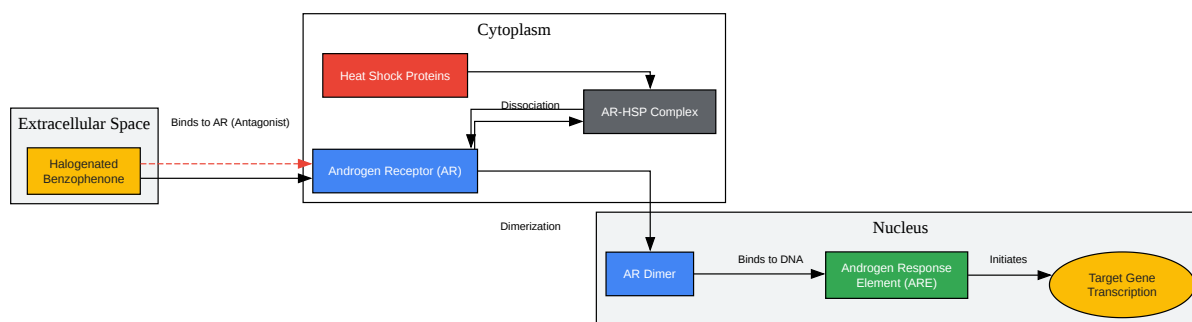 Cytoplasm
Heat Shock Proteins
Dissociation
AR-HSP Complex
Extracellular Space
Binds to AR (Antagonist)
Halogenated
Benzophenone
Androgen Receptor (AR)
Dimerization
Nucleus
AR Dimer
Binds to DNA
Androgen Response
Element (ARE)
Initiates
Target Gene
Transcription